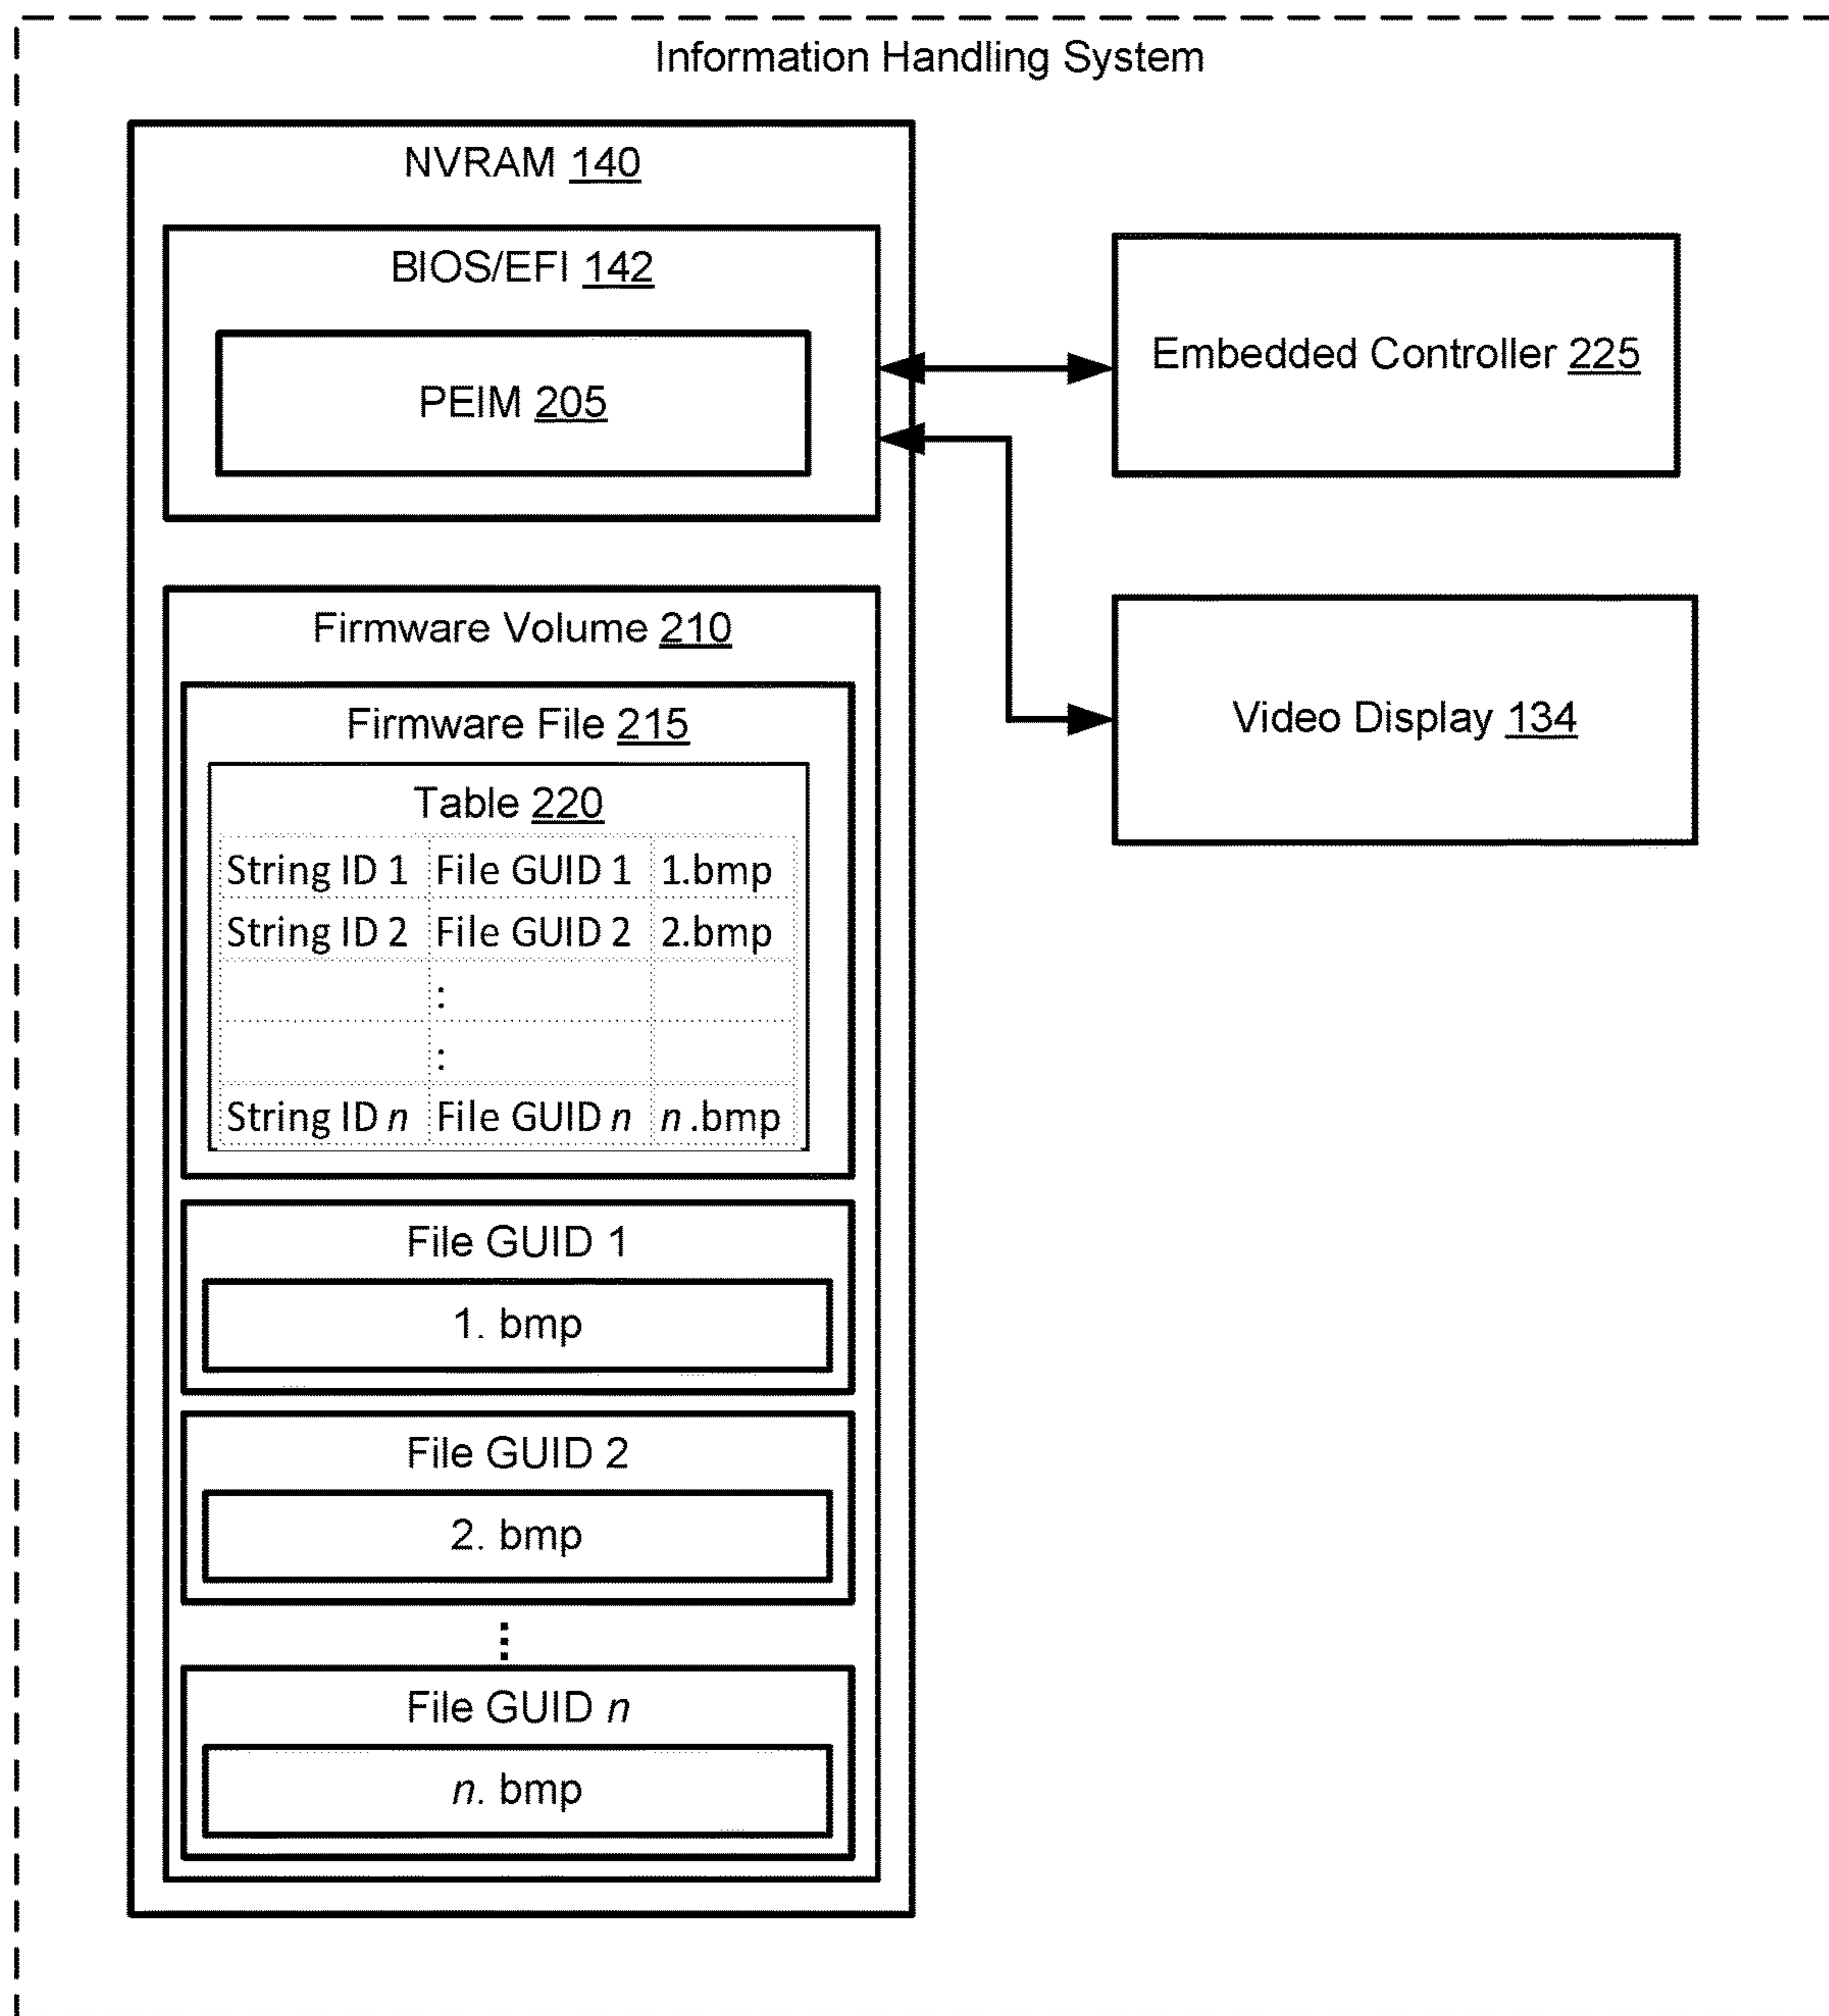 Information Handling System
NVRAM 140
BIOS/EFI 142
PEIM 205
Embedded Controller 225
Video Display 134
Firmware Volume 210
Firmware File 215
Table 220
String ID 1 File GUID 1 1.bmp
String ID 2 File GUID 2 2.bmp
:
:
String ID n File GUID n n .bmp
File GUID 1
1. bmp
File GUID 2
2. bmp
File GUID n
n. bmp